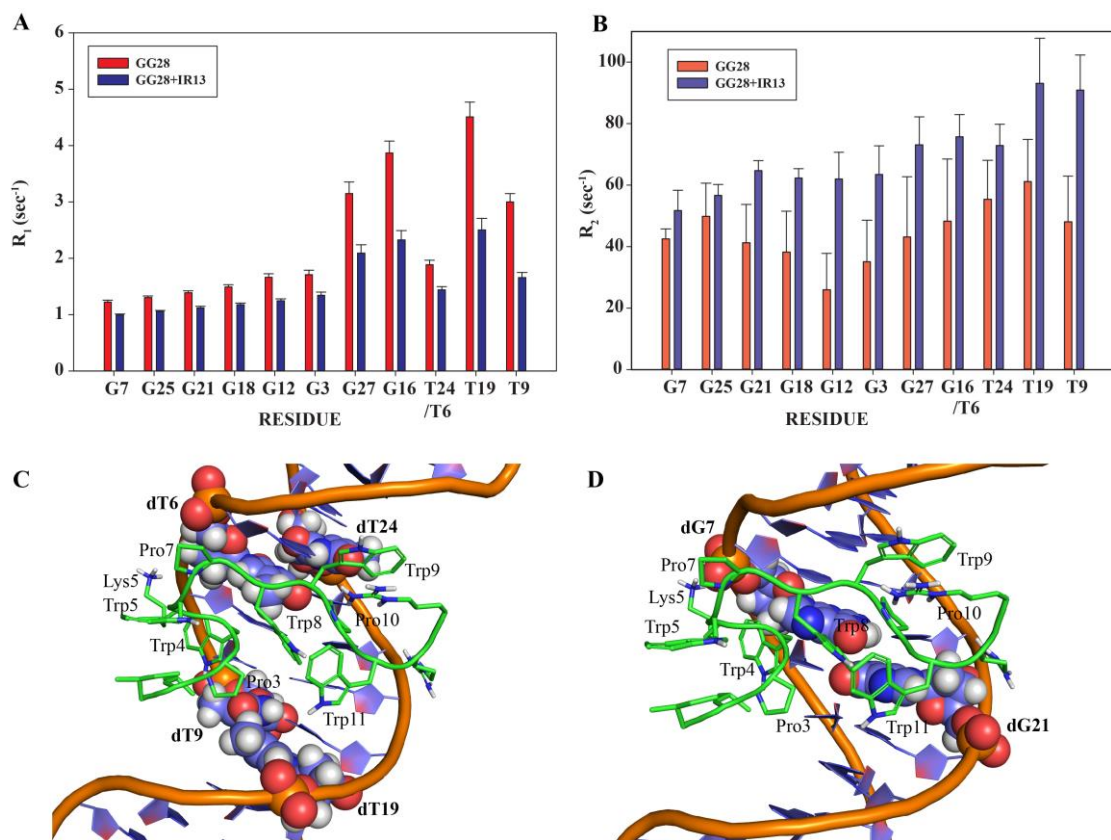 A
B
6
5
4
3
2
1
0
R1 (sec-1)
GG28
GG28+IR13
G7 G25 G21 G18 G12 G3 G27 G16 T24 T19 T9
/T6
RESIDUE
100
80
60
40
20
0
R2 (sec-1)
GG28
GG28+IR13
G7 G25 G21 G18 G12 G3 G27 G16 T24 T19 T9
/T6
RESIDUE
C
dT6
dT24
Pro7
Trp9
Lys5
Trp5
Trp8
Pro10
Trp4
Pro3
Trp11
dT9
dT19
D
dG7
Pro7
Trp9
Lys5
Trp5
Trp8
Pro10
Trp4
Pro3
Trp11
dG21